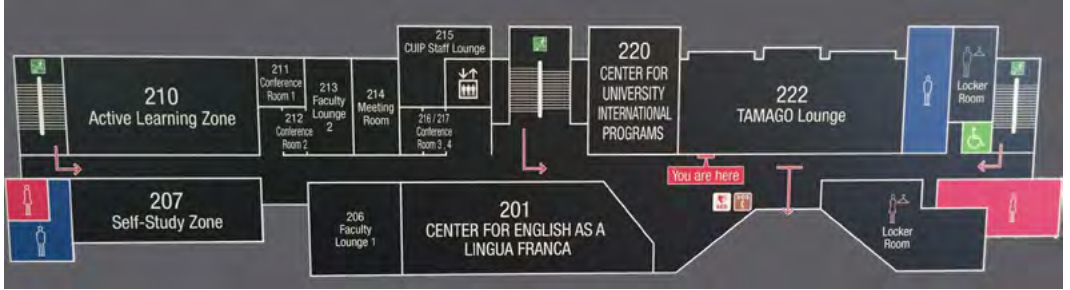 215
CUIP Staff Lounge
220
CENTER FOR
UNIVERSITY
INTERNATIONAL
PROGRAMS
222
TAMAGO Lounge
Locker
Room
210
Active Learning Zone
211
Conference
Room 1
212
Conference
Room 2
213
Faculty
Lounge
2
214
Meeting
Room
216 / 217
Conference
Room 3 , 4
You are here
AED
207
Self-Study Zone
206
Faculty
Lounge 1
201
CENTER FOR ENGLISH AS A
LINGUA FRANCA
Locker
Room